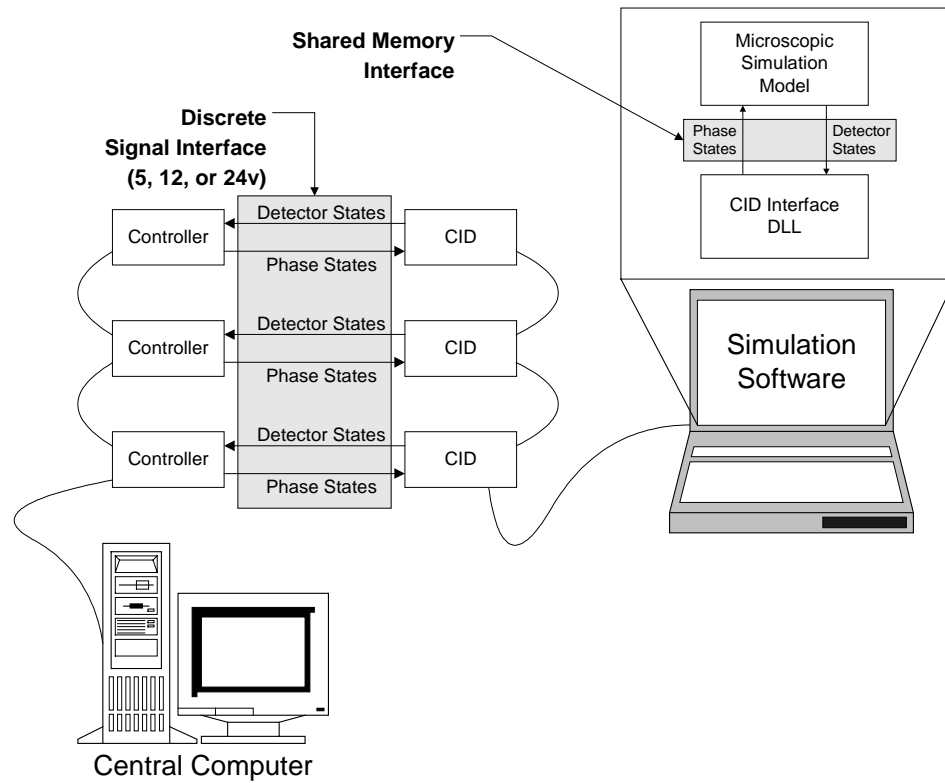 Shared Memory
Interface
Microscopic
Simulation
Model
Phase
States
Detector
States
CID Interface
DLL
Discrete
Signal Interface
(5, 12, or 24v)
Controller
Detector States
Phase States
CID
Controller
Detector States
Phase States
CID
Controller
Detector States
Phase States
CID
Simulation
Software
Central Computer